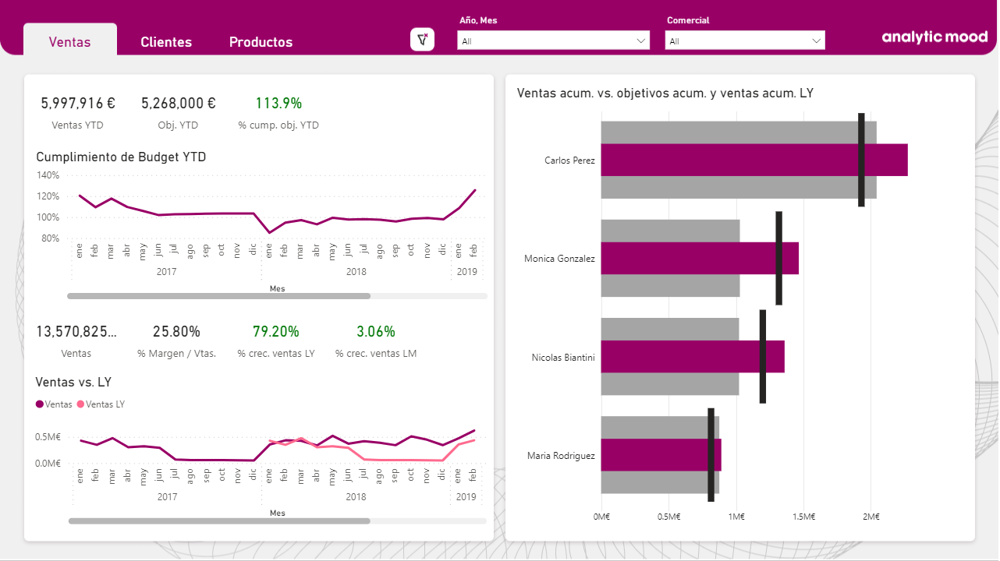 Ventas
Clientes
Productos
Año, Mes
All
Comercial
All
analytic mood
5,997,916 €
5,268,000 €
113.9%
Ventas YTD
Obj. YTD
% cump. obj. YTD
Cumplimiento de Budget YTD
140%
120%
100%
80%
ene feb mar abr may jun jul ago sep oct nov dic ene feb mar abr may jun jul ago sep oct nov dic ene feb
2017 2018 2019
Mes
13,570,825...
25.80%
79.20%
3.06%
Ventas
% Margen / Vtas.
% crec. ventas LY
% crec. ventas LM
Ventas vs. LY
Ventas Ventas LY
0.5M€
0.0M€
ene feb mar abr may jun jul ago sep oct nov dic ene feb mar abr may jun jul ago sep oct nov dic ene feb
2017 2018 2019
Mes
Ventas acum. vs. objetivos acum. y ventas acum. LY
Carlos Perez
Monica Gonzalez
Nicolas Biantini
Maria Rodriguez
0M€ 0.5M€ 1M€ 1.5M€ 2M€